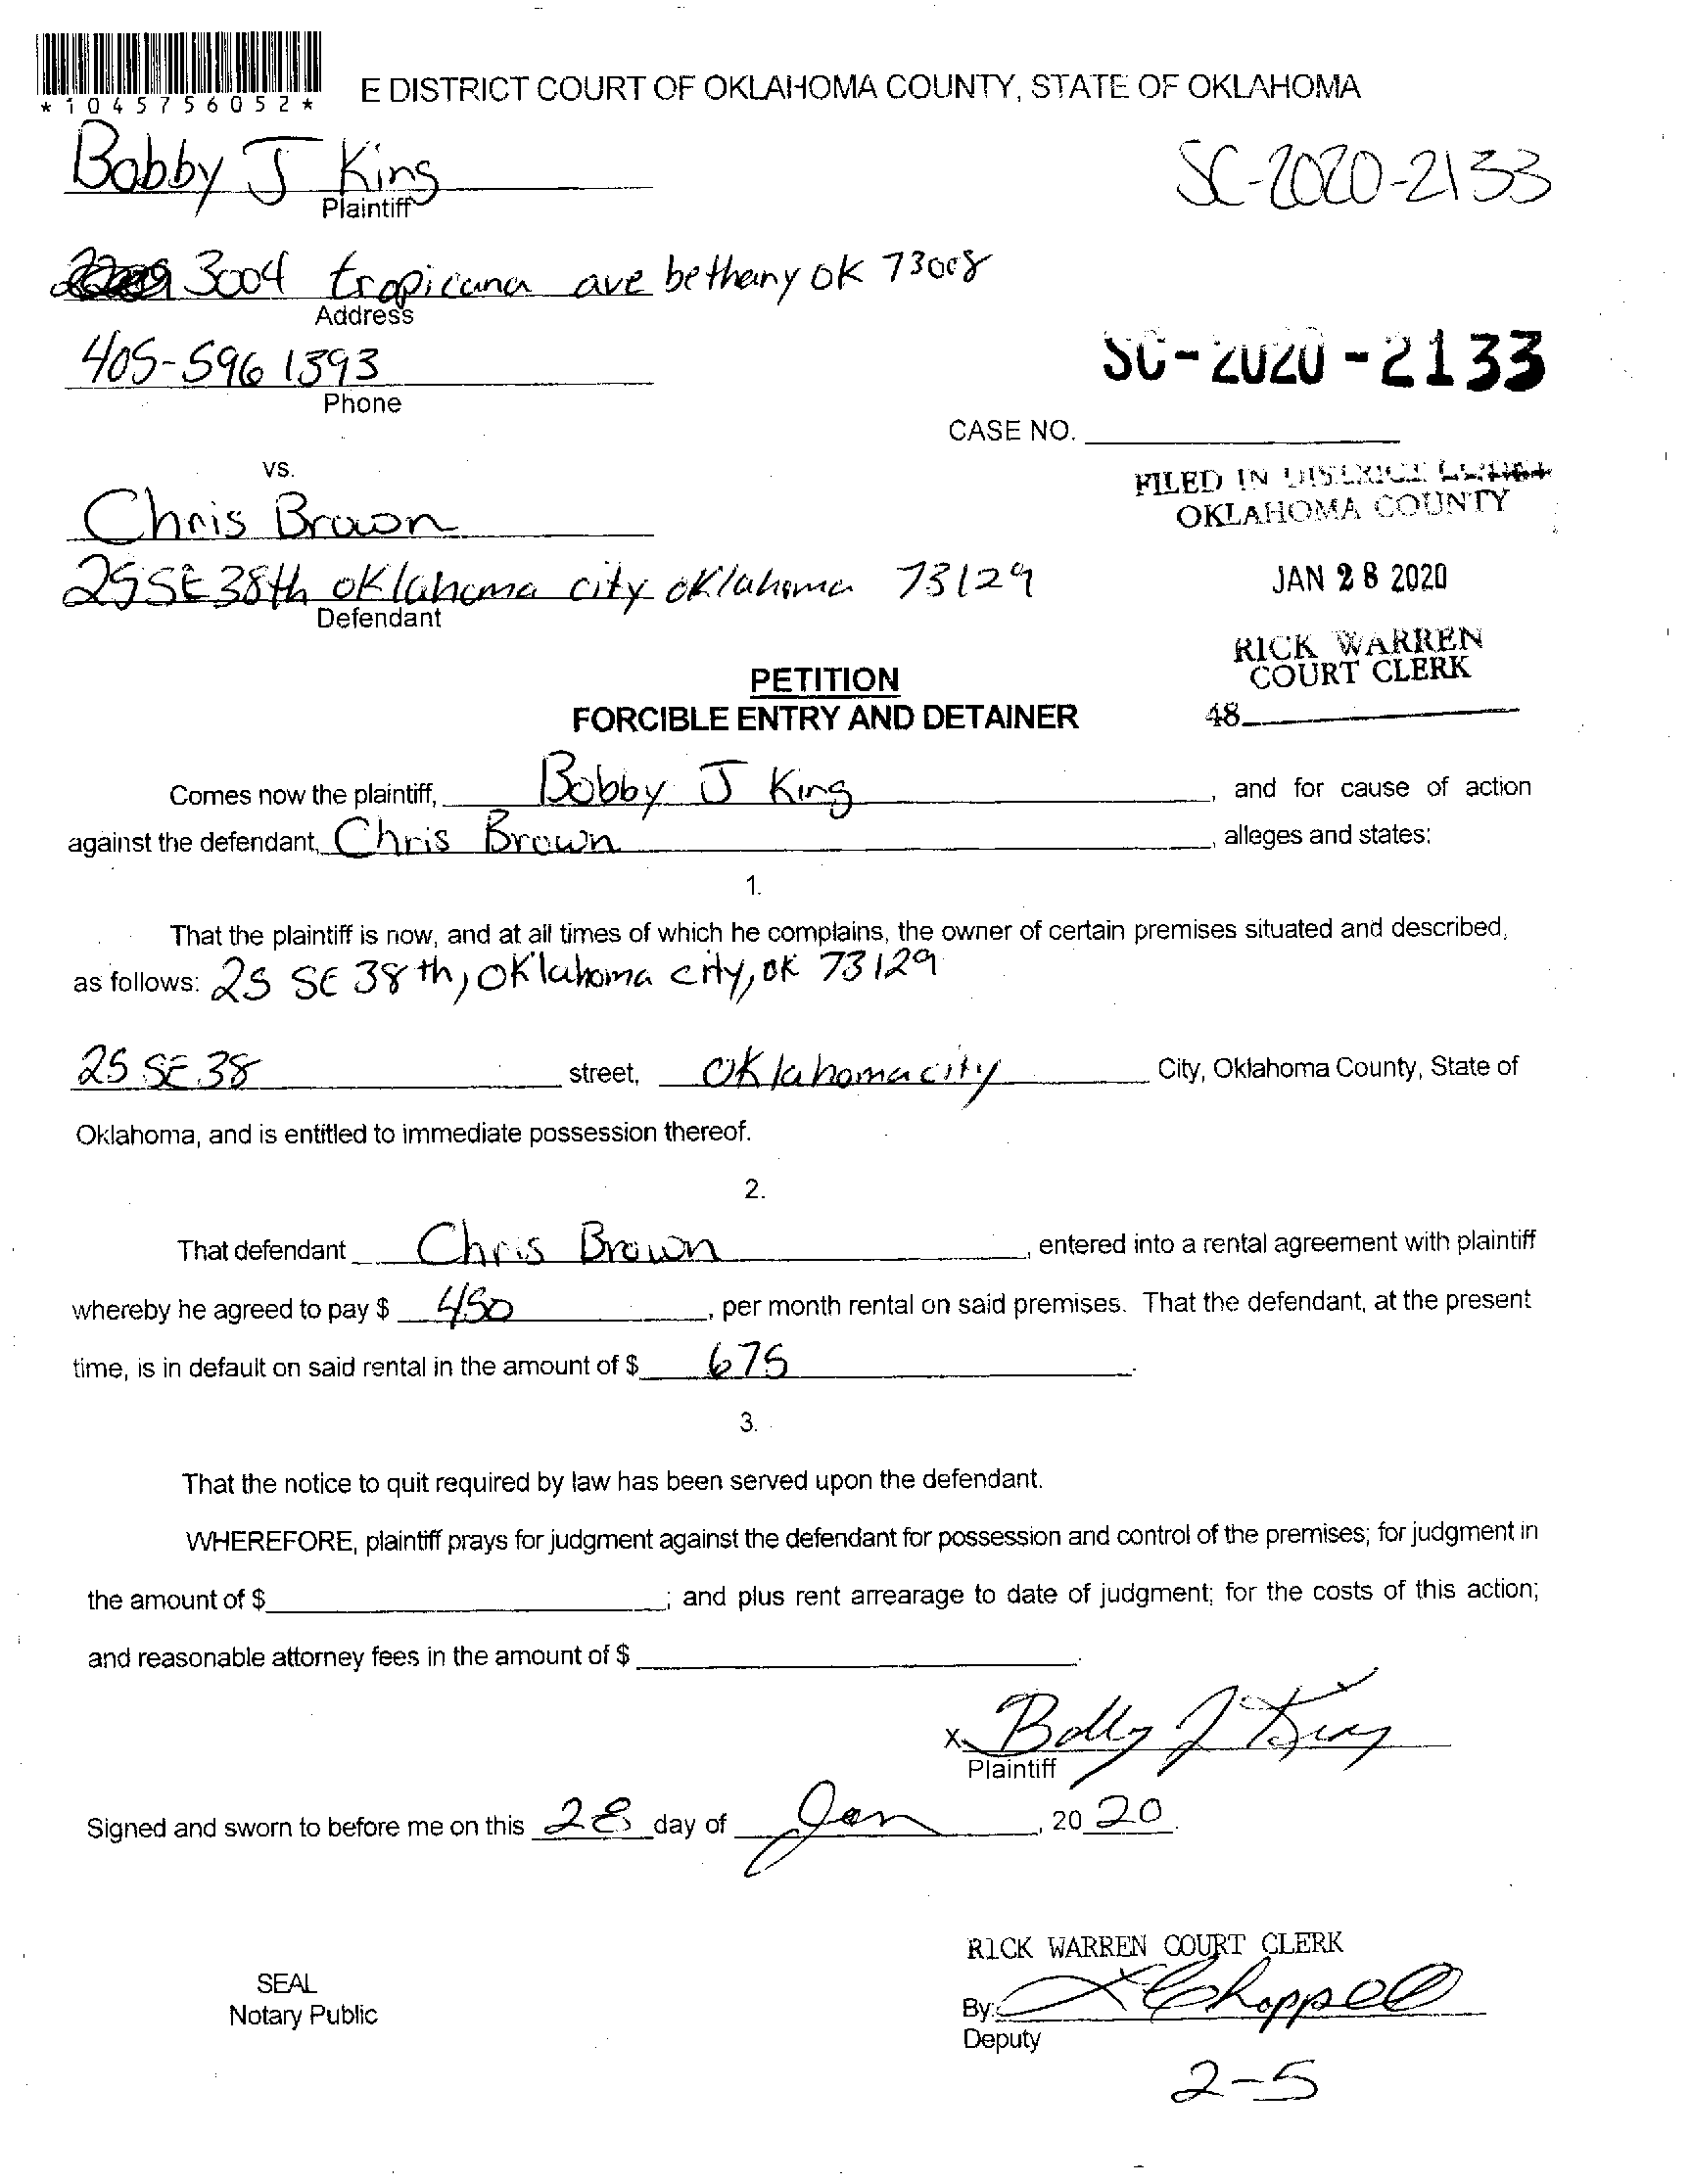 *1045756052*
E DISTRICT COURT OF OKLAHOMA COUNTY, STATE OF OKLAHOMA
Bobby J King
Plaintiff
SC-2020-2133
3004 tropicana ave bethany OK 73008
Address
405-596 1393
Phone
SC-2020-2133
CASE NO.
vs.
FILED IN DISTRICT COURT
OKLAHOMA COUNTY
Chris Brown
25 SE 38th oklahoma city oklahoma 73129
Defendant
JAN 28 2020
RICK WARREN
COURT CLERK
48
PETITION
FORCIBLE ENTRY AND DETAINER
Comes now the plaintiff, Bobby J King, and for cause of action
against the defendant, Chris Brown, alleges and states:
1.
That the plaintiff is now, and at all times of which he complains, the owner of certain premises situated and described,
as follows: 25 SE 38th, Oklahoma city, OK 73129
25 SE 38 street, Oklahoma city City, Oklahoma County, State of
Oklahoma, and is entitled to immediate possession thereof.
2.
That defendant Chris Brown, entered into a rental agreement with plaintiff
whereby he agreed to pay $ 450, per month rental on said premises. That the defendant, at the present
time, is in default on said rental in the amount of $ 675.
3.
That the notice to quit required by law has been served upon the defendant.
WHEREFORE, plaintiff prays for judgment against the defendant for possession and control of the premises; for judgment in
the amount of $; and plus rent arrearage to date of judgment; for the costs of this action;
and reasonable attorney fees in the amount of $.
x Bobby J King
Plaintiff
Signed and sworn to before me on this 28 day of Jan, 2020.
RICK WARREN COURT CLERK
SEAL
Notary Public
By: Choppell
Deputy
2-5